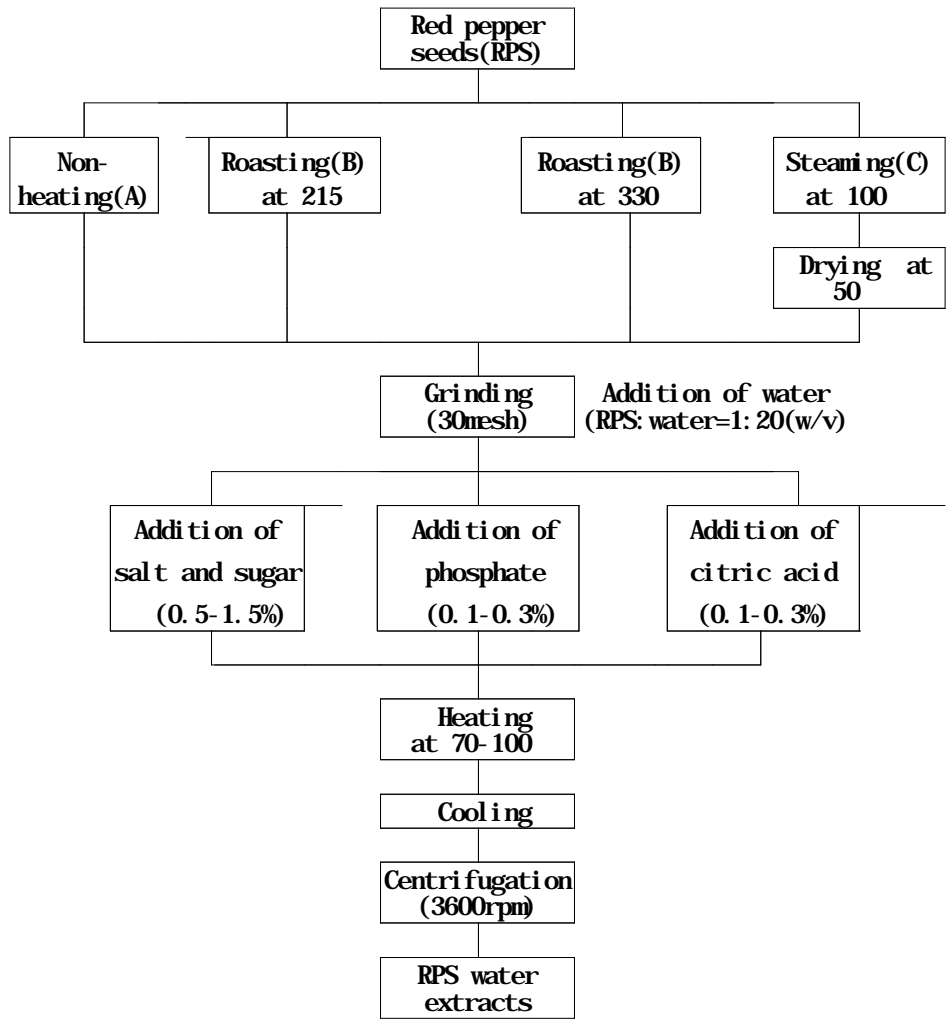 Red pepper
seeds(RPS)
Non-
heating(A)
Roasting(B)
at 215
Roasting(B)
at 330
Steaming(C)
at 100
Drying at
50
Grinding
(30mesh)
Addition of water
(RPS:water=1:20(w/v)
Addition of
salt and sugar
(0.5-1.5%)
Addition of
phosphate
(0.1-0.3%)
Addition of
citric acid
(0.1-0.3%)
Heating
at 70-100
Cooling
Centrifugation
(3600rpm)
RPS water
extracts